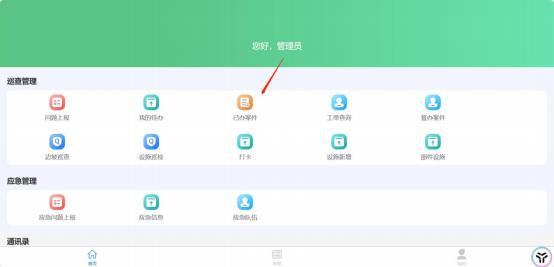 您好，管理员
巡查管理
问题上报 我的待办 已办案件 工单查询 督办案件
边坡巡查 设施巡检 打卡 设施新增 部件设施
应急管理
应急问题上报 应急信息 应急队伍
通讯录
首页